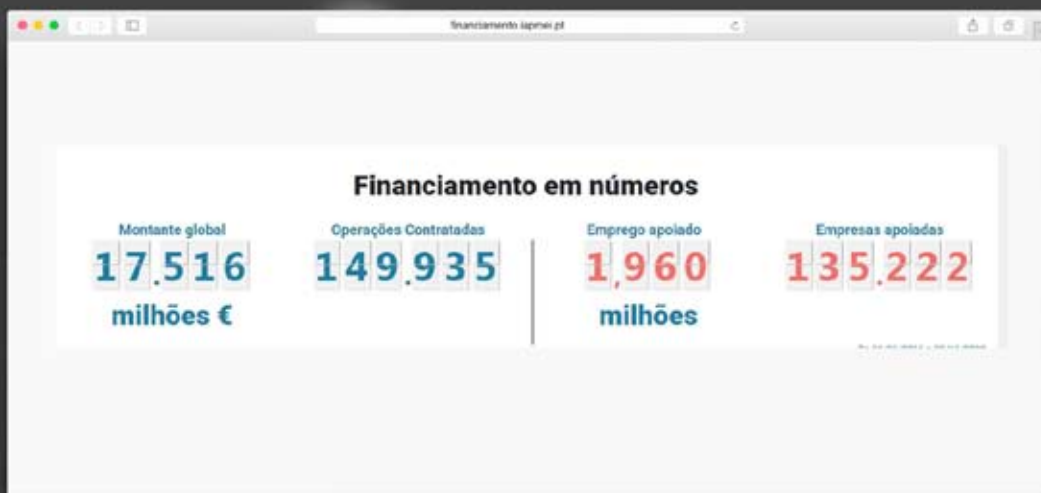 financiamento.iapmei.pt
Financiamento em números
Montante global
17.516
milhões €
Operações Contratadas
149.935
Emprego apoiado
1,960
milhões
Empresas apoiadas
135.222